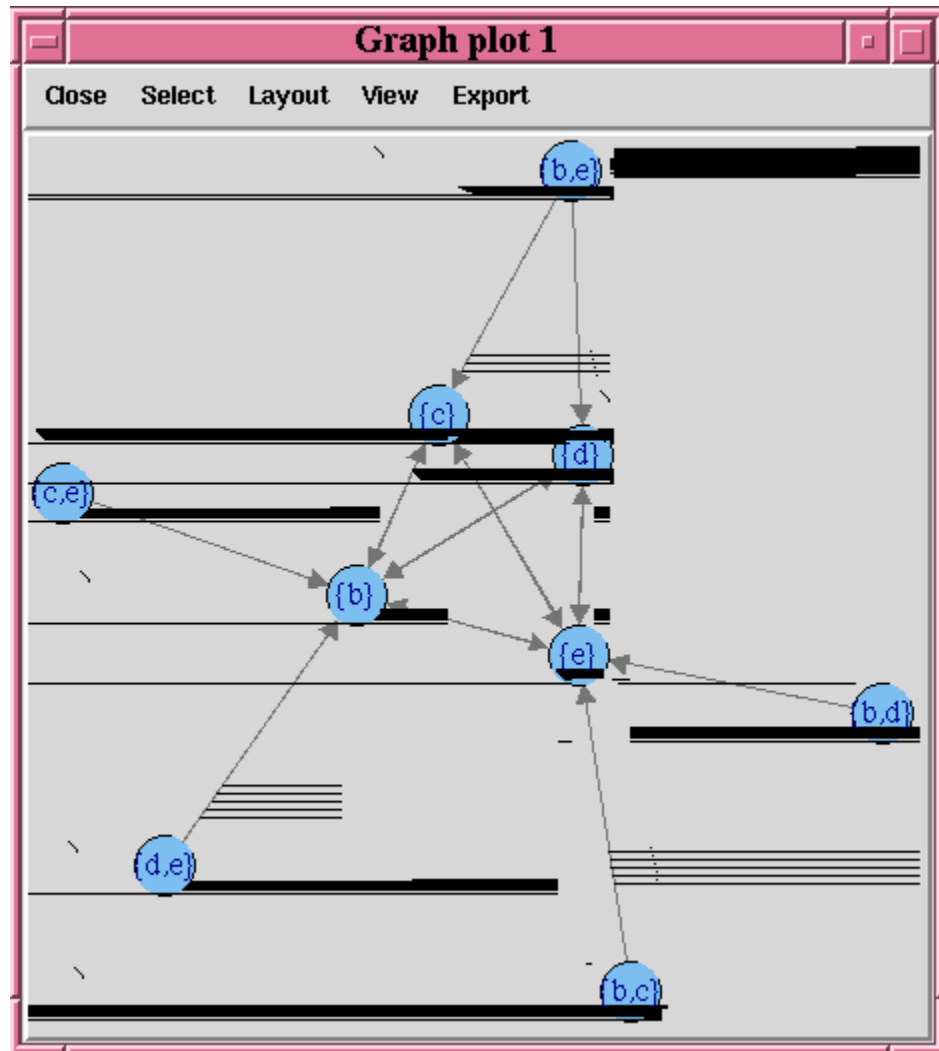 Graph plot 1
Close Select Layout View Export
{b,e}
{c}
{d}
{c,e}
{b}
{e}
{b,d}
{d,e}
{b,c}